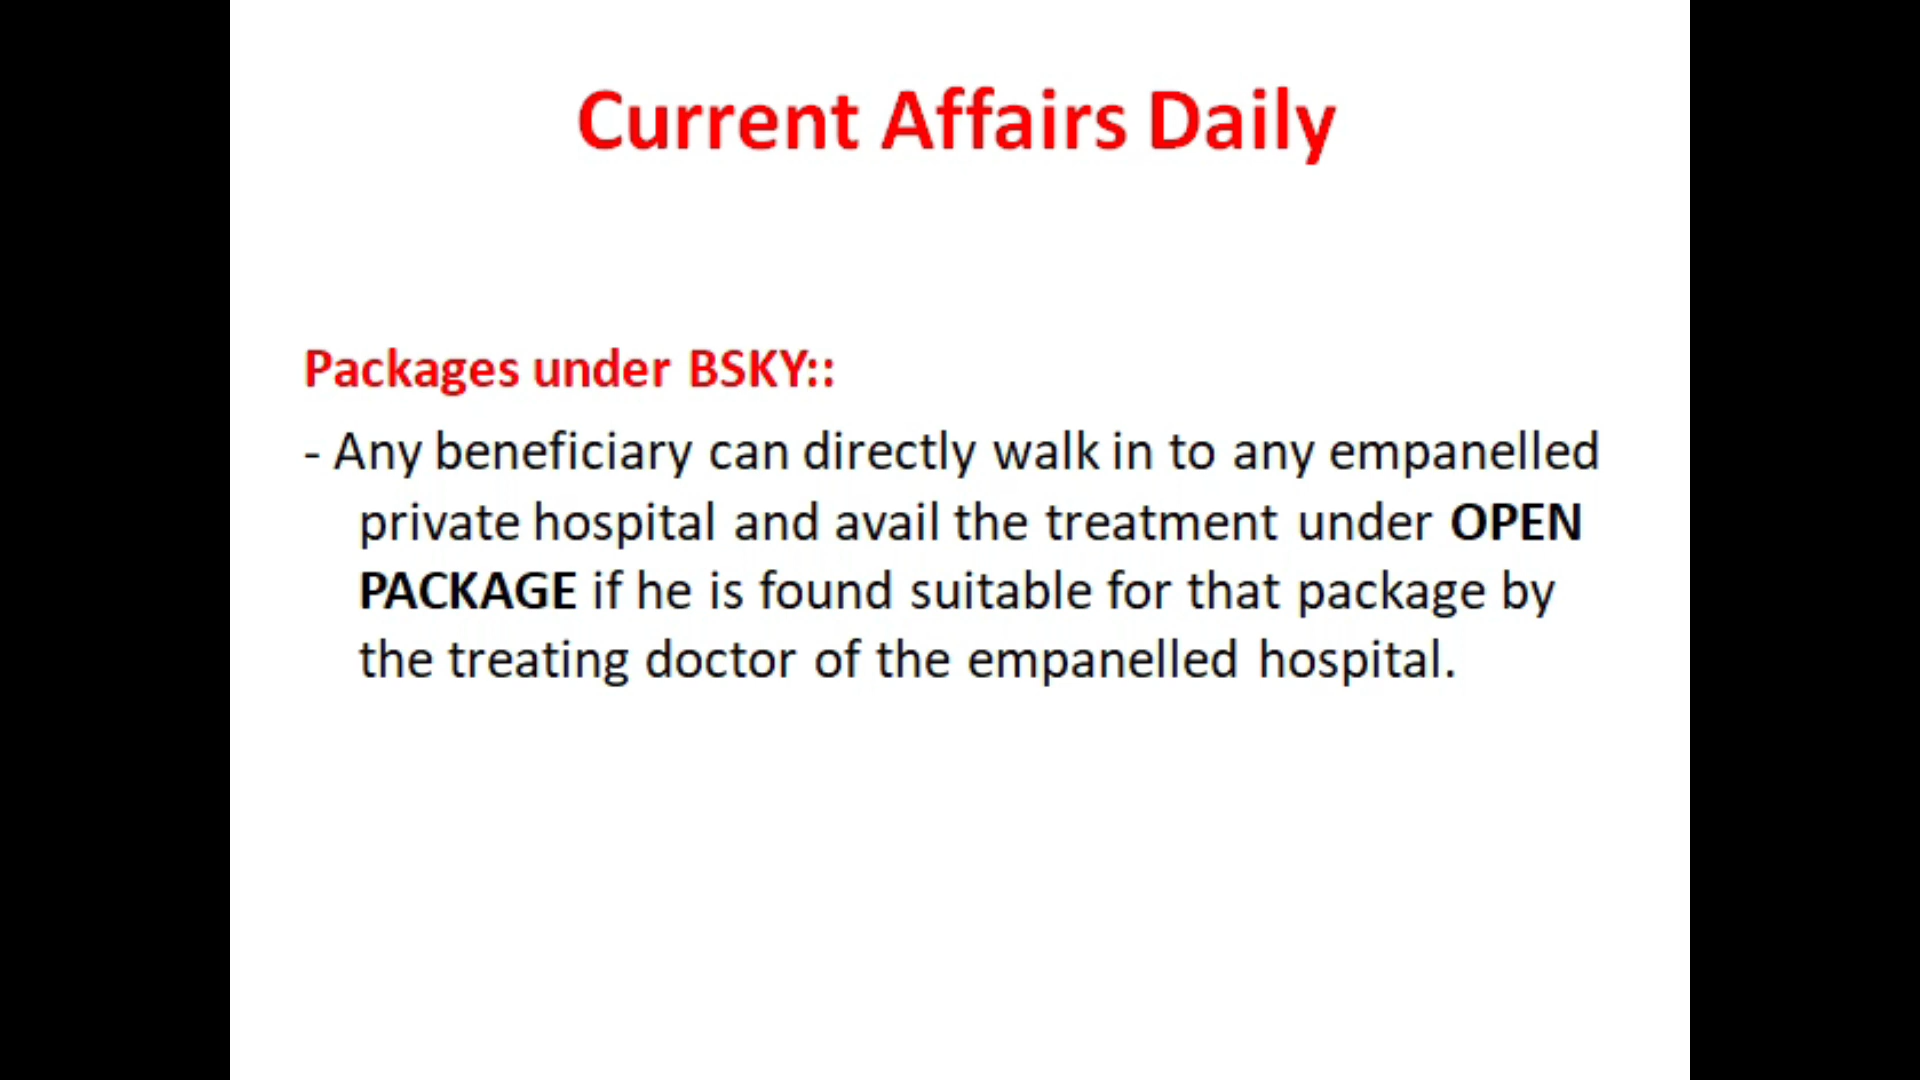 Current Affairs Daily
Packages under BSKY::
- Any beneficiary can directly walk in to any empanelled
private hospital and avail the treatment under OPEN
PACKAGE if he is found suitable for that package by
the treating doctor of the empanelled hospital.